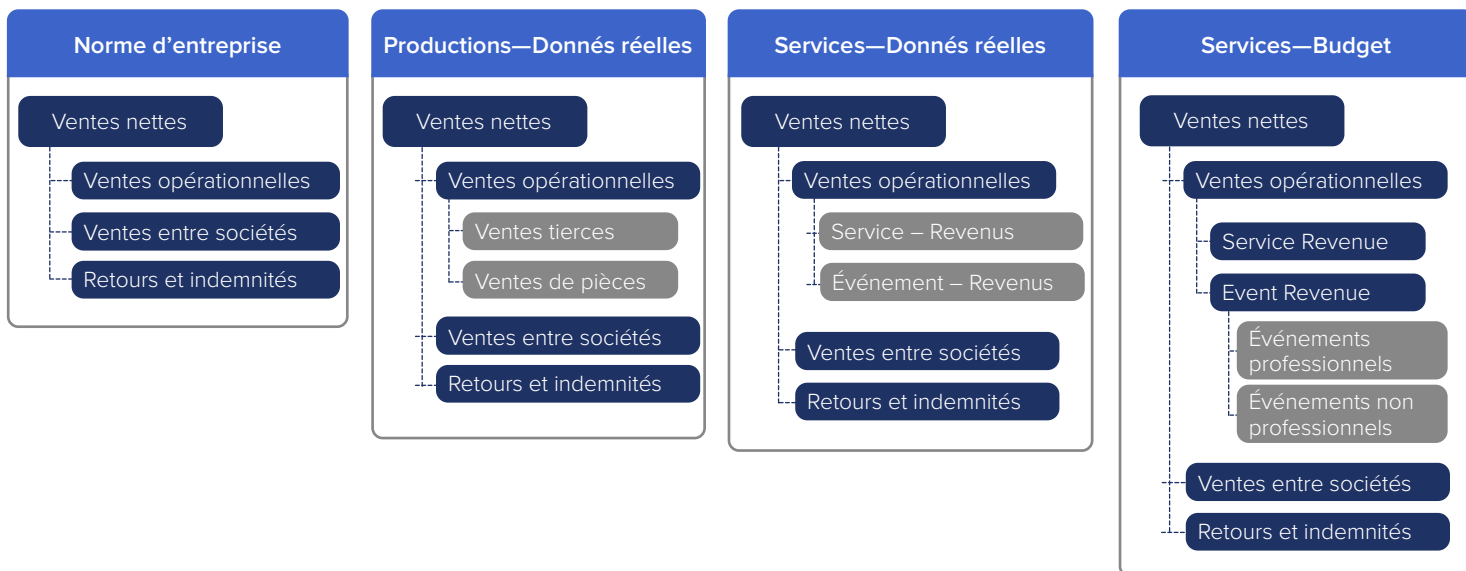 Norme d’entreprise
Ventes nettes
Ventes opérationnelles
Ventes entre sociétés
Retours et indemnités
Productions—Donnés réelles
Ventes nettes
Ventes opérationnelles
Ventes tierces
Ventes de pièces
Ventes entre sociétés
Retours et indemnités
Services—Donnés réelles
Ventes nettes
Ventes opérationnelles
Service – Revenus
Événement – Revenus
Ventes entre sociétés
Retours et indemnités
Services—Budget
Ventes nettes
Ventes opérationnelles
Service Revenue
Event Revenue
Événements
professionnels
Événements non
professionnels
Ventes entre sociétés
Retours et indemnités